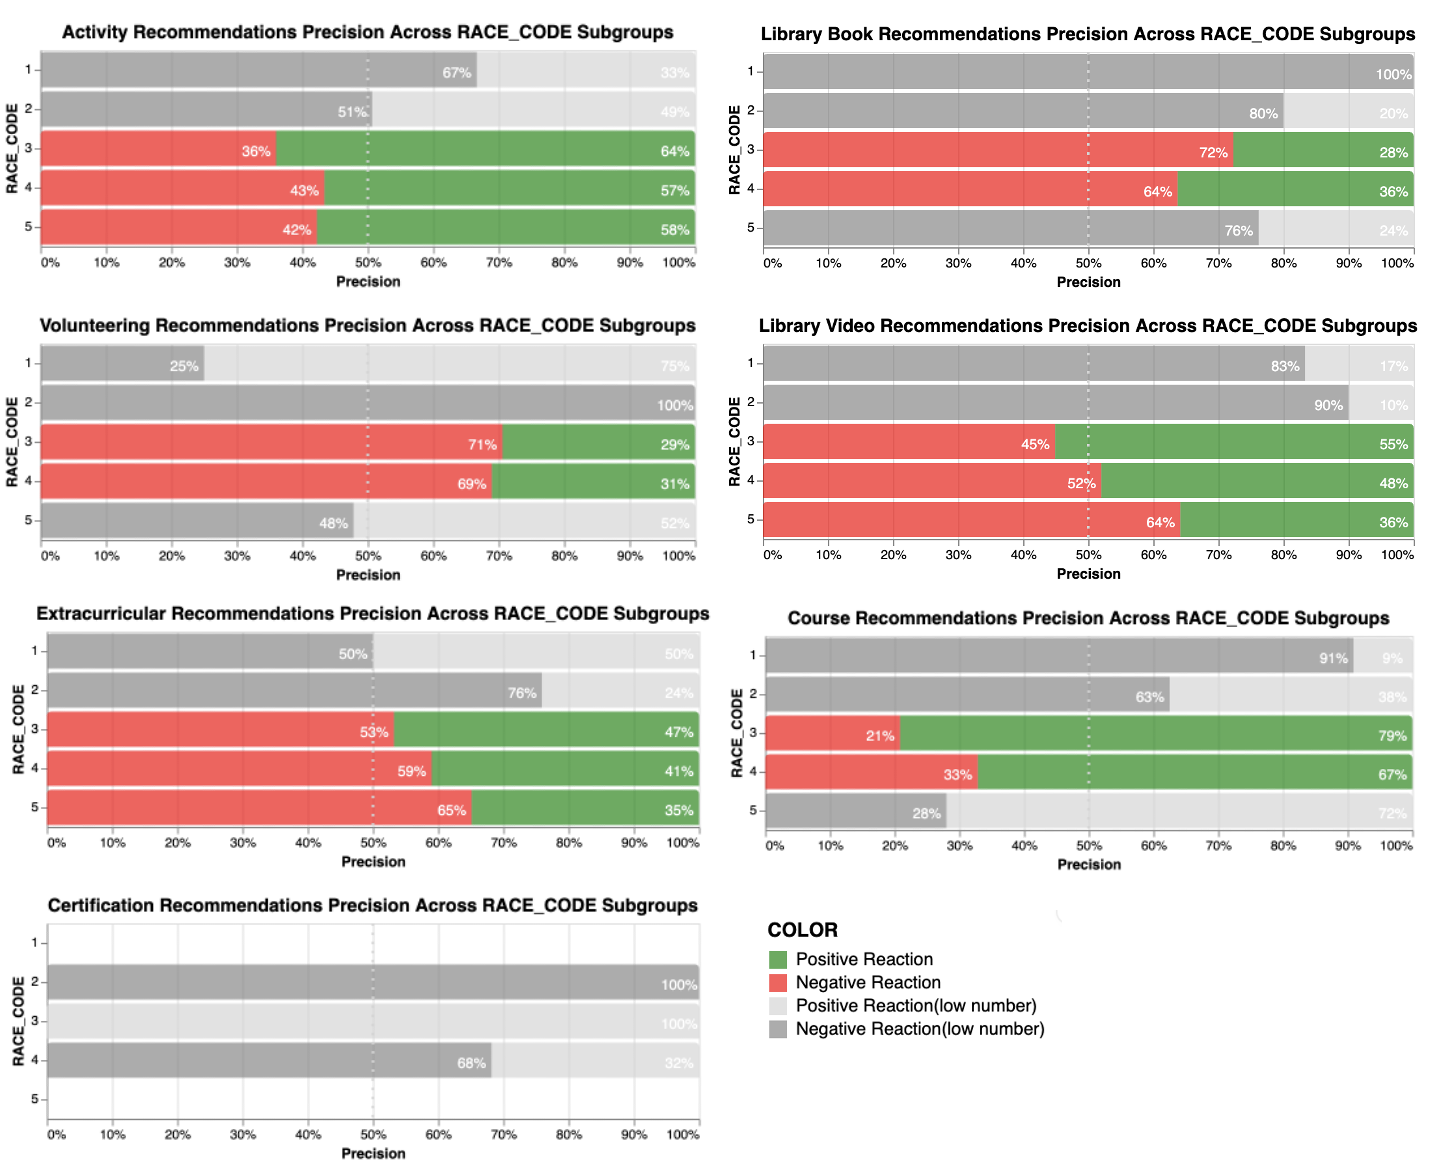 Activity Recommendations Precision Across RACE_CODE Subgroups
RACE_CODE
1 67% 33%
2 51% 49%
3 36% 64%
4 43% 57%
5 42% 58%
0% 10% 20% 30% 40% 50% 60% 70% 80% 90% 100%
Precision
Library Book Recommendations Precision Across RACE_CODE Subgroups
RACE_CODE
1 100%
2 80% 20%
3 72% 28%
4 64% 36%
5 76% 24%
0% 10% 20% 30% 40% 50% 60% 70% 80% 90% 100%
Precision
Volunteering Recommendations Precision Across RACE_CODE Subgroups
RACE_CODE
1 25% 75%
2 100%
3 71% 29%
4 69% 31%
5 48% 52%
0% 10% 20% 30% 40% 50% 60% 70% 80% 90% 100%
Precision
Library Video Recommendations Precision Across RACE_CODE Subgroups
RACE_CODE
1 83% 17%
2 90% 10%
3 45% 55%
4 52% 48%
5 64% 36%
0% 10% 20% 30% 40% 50% 60% 70% 80% 90% 100%
Precision
Extracurricular Recommendations Precision Across RACE_CODE Subgroups
RACE_CODE
1 50% 50%
2 76% 24%
3 53% 47%
4 59% 41%
5 65% 35%
0% 10% 20% 30% 40% 50% 60% 70% 80% 90% 100%
Precision
Course Recommendations Precision Across RACE_CODE Subgroups
RACE_CODE
1 91% 9%
2 63% 38%
3 21% 79%
4 33% 67%
5 28% 72%
0% 10% 20% 30% 40% 50% 60% 70% 80% 90% 100%
Precision
Certification Recommendations Precision Across RACE_CODE Subgroups
RACE_CODE
1
2 100%
3 100%
4 68% 32%
5
0% 10% 20% 30% 40% 50% 60% 70% 80% 90% 100%
Precision
COLOR
Positive Reaction
Negative Reaction
Positive Reaction(low number)
Negative Reaction(low number)